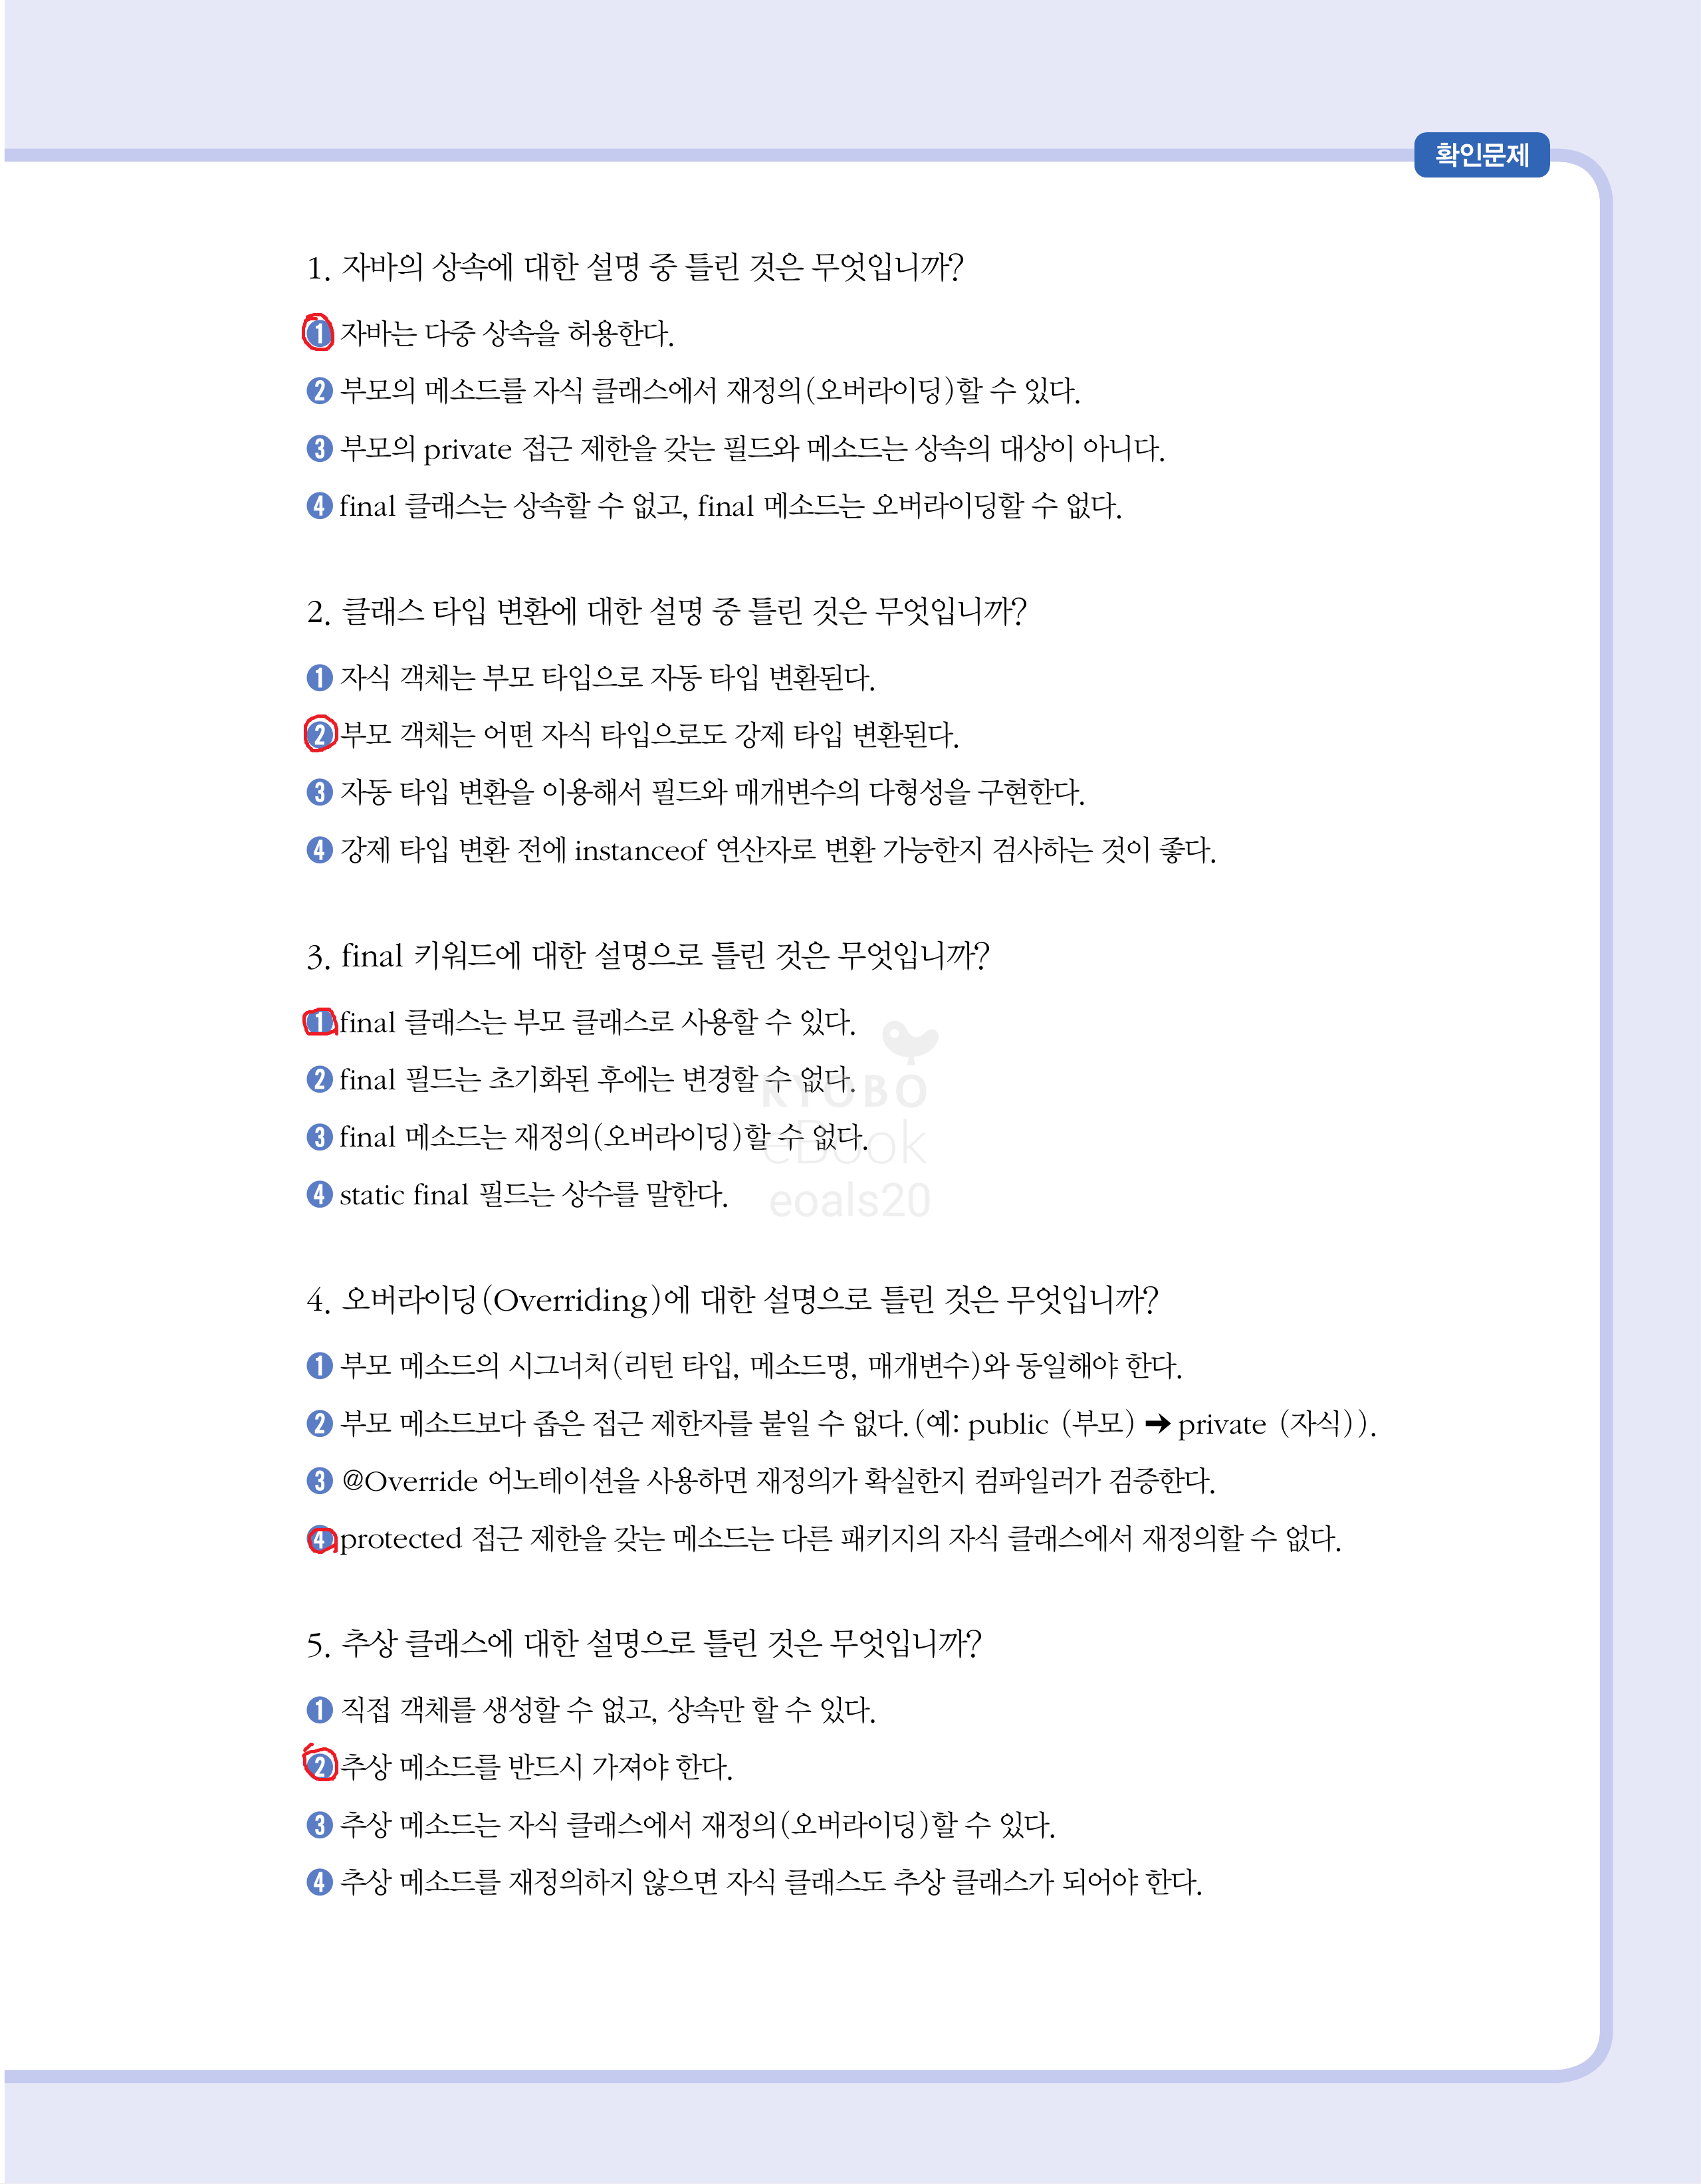 확인문제
1. 자바의 상속에 대한 설명 중 틀린 것은 무엇입니까?
1 자바는 다중 상속을 허용한다.
2 부모의 메소드를 자식 클래스에서 재정의(오버라이딩)할 수 있다.
3 부모의 private 접근 제한을 갖는 필드와 메소드는 상속의 대상이 아니다.
4 final 클래스는 상속할 수 없고, final 메소드는 오버라이딩할 수 없다.
2. 클래스 타입 변환에 대한 설명 중 틀린 것은 무엇입니까?
1 자식 객체는 부모 타입으로 자동 타입 변환된다.
2 부모 객체는 어떤 자식 타입으로도 강제 타입 변환된다.
3 자동 타입 변환을 이용해서 필드와 매개변수의 다형성을 구현한다.
4 강제 타입 변환 전에 instanceof 연산자로 변환 가능한지 검사하는 것이 좋다.
3. final 키워드에 대한 설명으로 틀린 것은 무엇입니까?
1 final 클래스는 부모 클래스로 사용할 수 있다.
2 final 필드는 초기화된 후에는 변경할 수 없다.
KYOBO
3 final 메소드는 재정의(오버라이딩)할 수 없다.
eBook
4 static final 필드는 상수를 말한다.
eoals20
4. 오버라이딩(Overriding)에 대한 설명으로 틀린 것은 무엇입니까?
1 부모 메소드의 시그너처(리턴 타입, 메소드명, 매개변수)와 동일해야 한다.
2 부모 메소드보다 좁은 접근 제한자를 붙일 수 없다.(예: public (부모) ➔ private (자식)).
3 @Override 어노테이션을 사용하면 재정의가 확실한지 컴파일러가 검증한다.
4 protected 접근 제한을 갖는 메소드는 다른 패키지의 자식 클래스에서 재정의할 수 없다.
5. 추상 클래스에 대한 설명으로 틀린 것은 무엇입니까?
1 직접 객체를 생성할 수 없고, 상속만 할 수 있다.
2 추상 메소드를 반드시 가져야 한다.
3 추상 메소드는 자식 클래스에서 재정의(오버라이딩)할 수 있다.
4 추상 메소드를 재정의하지 않으면 자식 클래스도 추상 클래스가 되어야 한다.